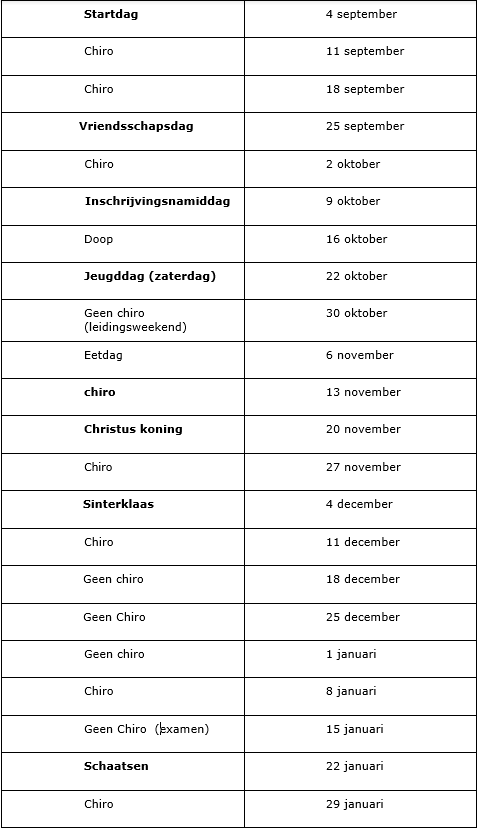 Startdag 4 september
Chiro 11 september
Chiro 18 september
Vriendsschapsdag 25 september
Chiro 2 oktober
Inschrijvingsnamiddag 9 oktober
Doop 16 oktober
Jeugddag (zaterdag) 22 oktober
Geen chiro 30 oktober
(leidingsweekend)
Eetdag 6 november
chiro 13 november
Christus koning 20 november
Chiro 27 november
Sinterklaas 4 december
Chiro 11 december
Geen chiro 18 december
Geen Chiro 25 december
Geen chiro 1 januari
Chiro 8 januari
Geen Chiro (examen) 15 januari
Schaatsen 22 januari
Chiro 29 januari